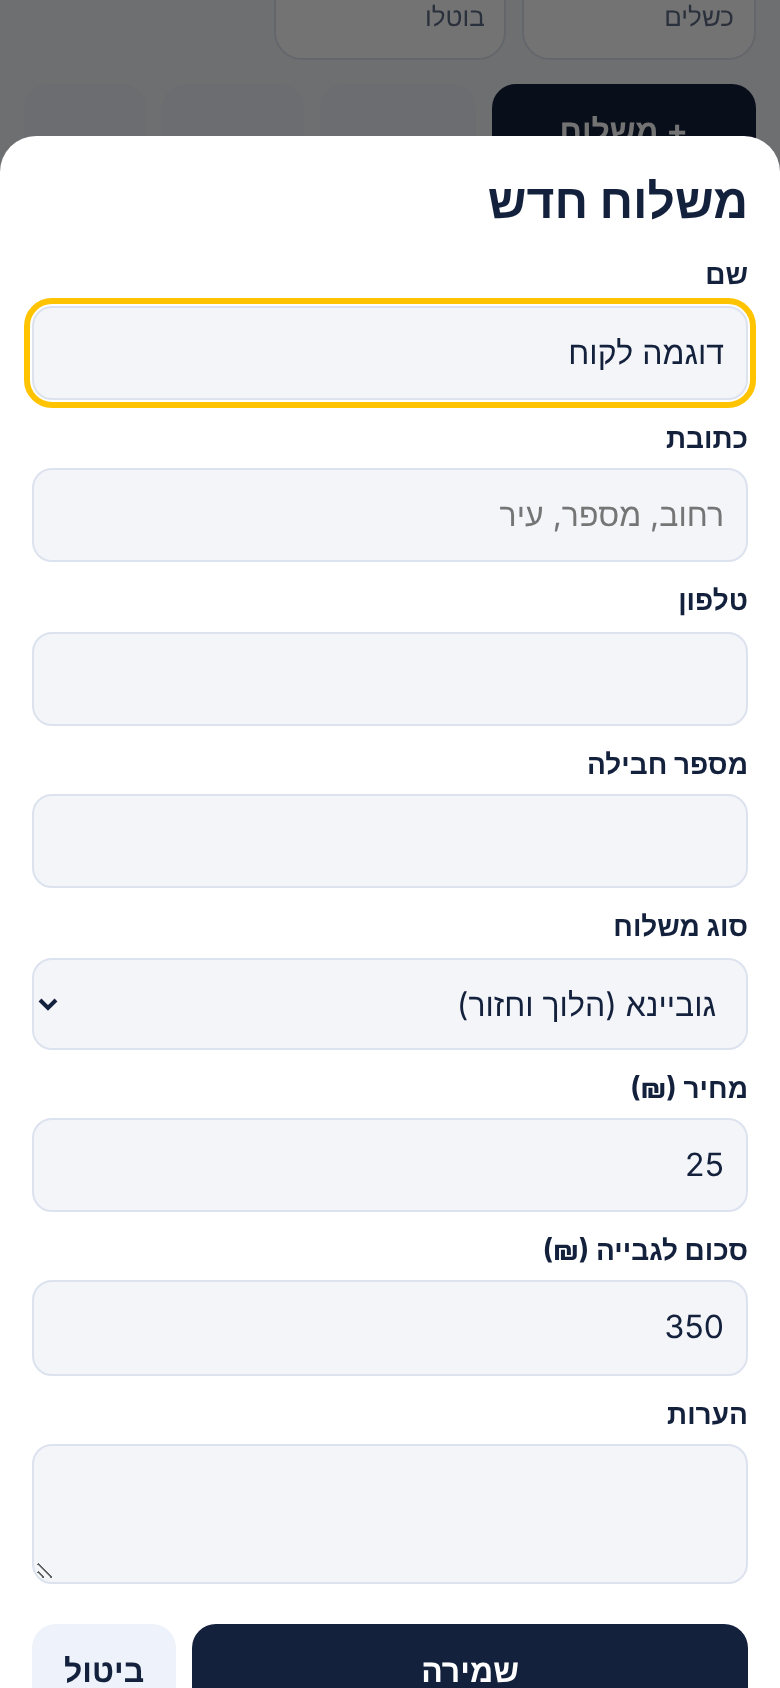 כשלים
בוטלו
+ משלוח
משלוח חדש
שם
דוגמה לקוח
כתובת
רחוב, מספר, עיר
טלפון
מספר חבילה
סוג משלוח
גוביינא (הלוך וחזור)
מחיר (₪)
25
סכום לגבייה (₪)
350
הערות
שמירה
ביטול